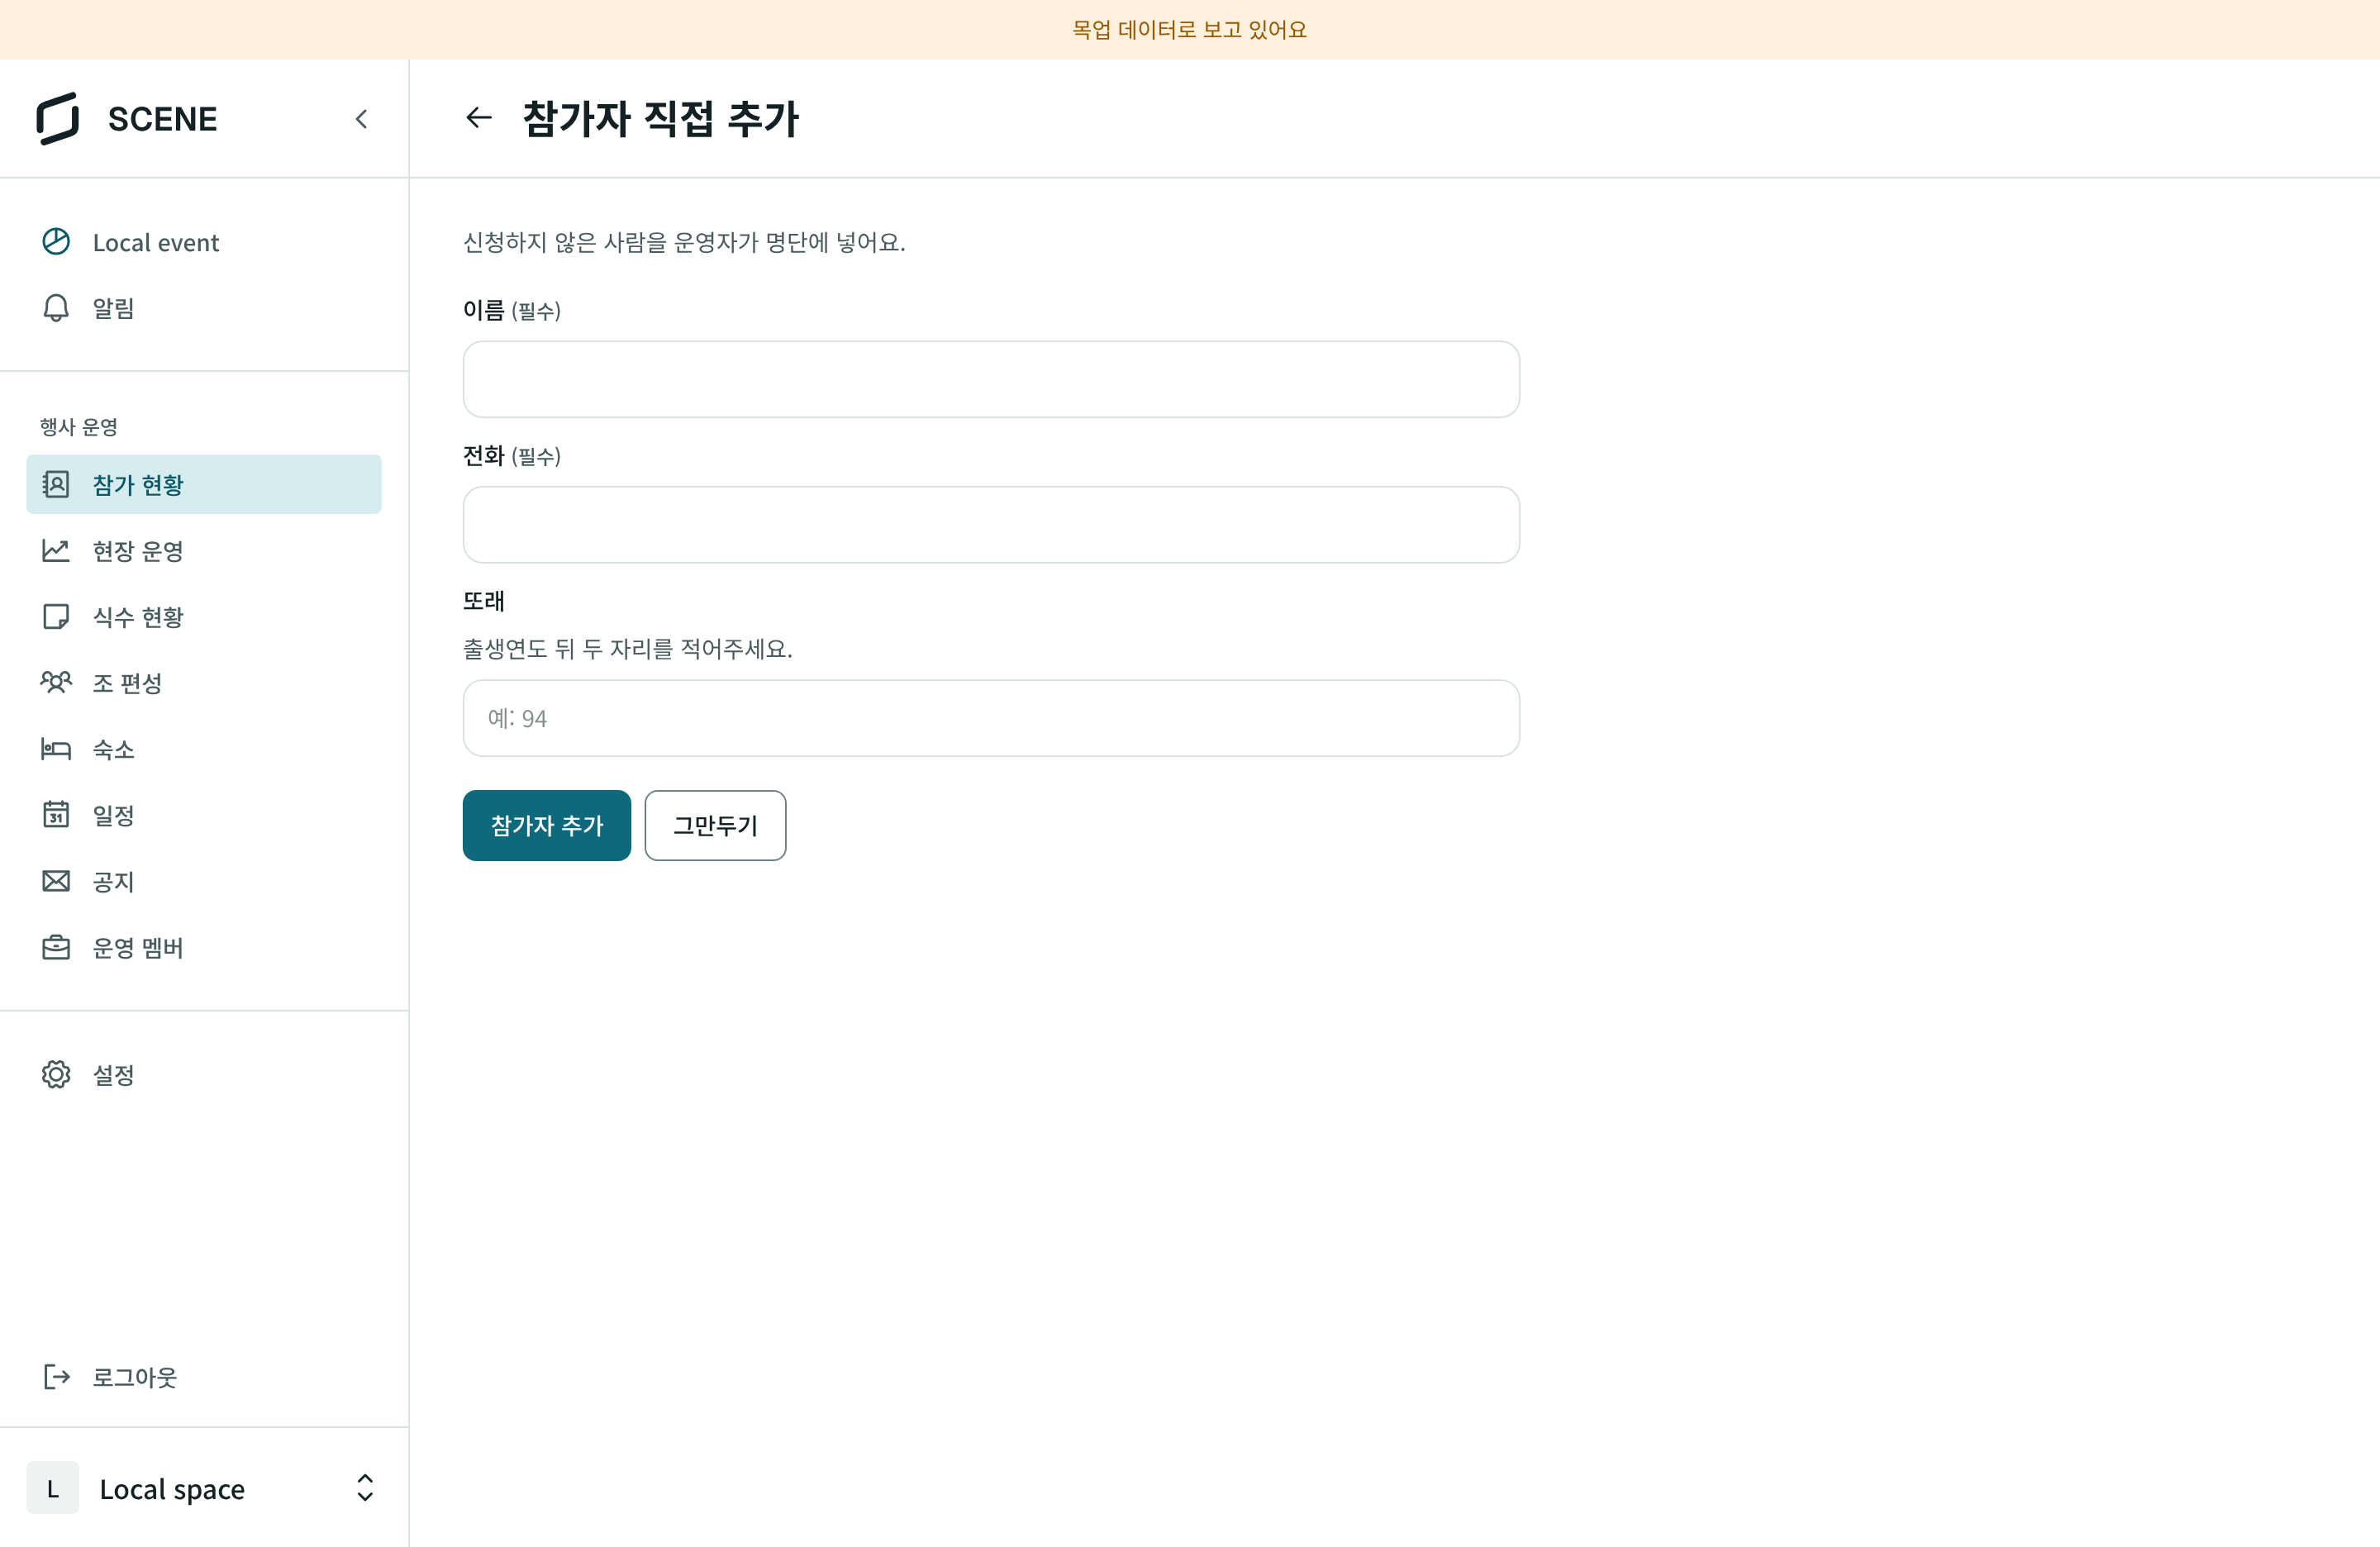 목업 데이터로 보고 있어요
SCENE
참가자 직접 추가
Local event
알림
행사 운영
참가 현황
현장 운영
식수 현황
조 편성
숙소
31
일정
공지
운영 멤버
설정
로그아웃
L
Local space
신청하지 않은 사람을 운영자가 명단에 넣어요.
이름 (필수)
전화 (필수)
또래
출생연도 뒤 두 자리를 적어주세요.
예: 94
참가자 추가
그만두기